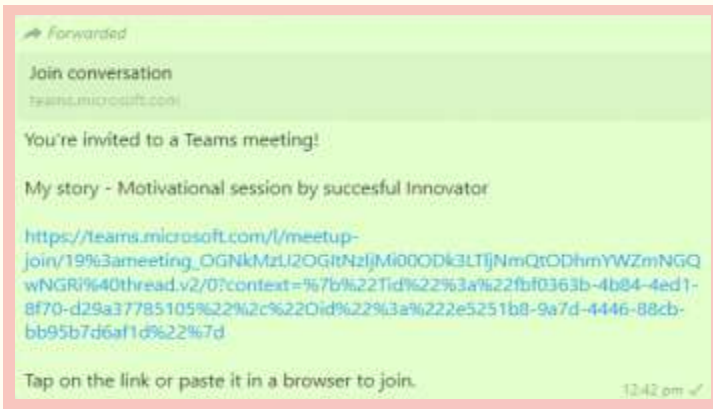 Forwarded
Join conversation
teams.microsoft.com
You're invited to a Teams meeting!
My story - Motivational session by succesful Innovator
https://teams.microsoft.com/l/meetup-
join/19%3ameeting_OGNkMzU2OGItNzljMi00ODk3LTljNmQtODhmYWZmNGQ
wNGRi%40thread.v2/0?context=%7b%22Tid%22%3a%22fbf0363b-4b84-4ed1-
8f70-d29a37785105%22%2c%22Oid%22%3a%222e5251b8-9a7d-4446-88cb-
bb95b7d6af1d%22%7d
Tap on the link or paste it in a browser to join.
12:42 pm